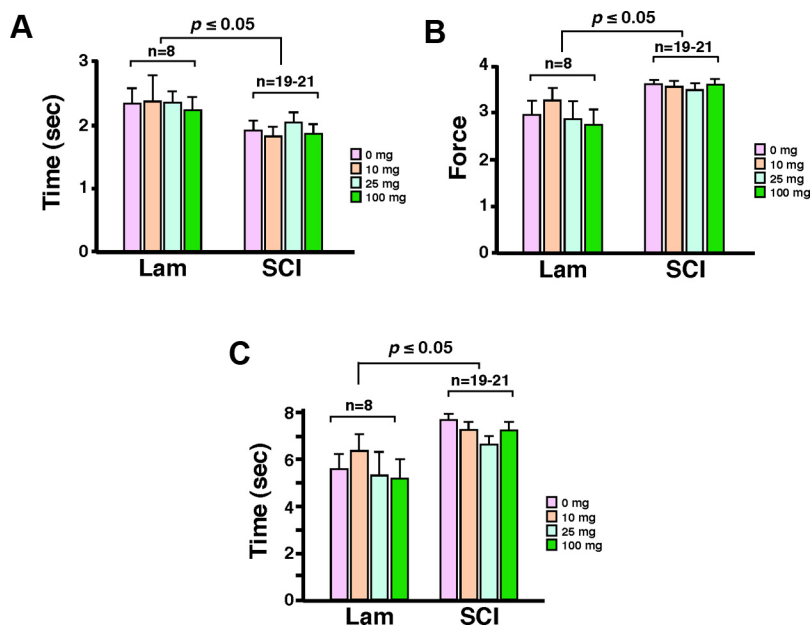 A
p ≤ 0.05
n=8
n=19-21
3
2
1
0
Time (sec)
0 mg
10 mg
25 mg
100 mg
Lam SCI
B
p ≤ 0.05
n=19-21
n=8
4
3
2
1
0
Force
0 mg
10 mg
25 mg
100 mg
Lam SCI
C
p ≤ 0.05
n=19-21
n=8
8
6
4
2
0
Time (sec)
0 mg
10 mg
25 mg
100 mg
Lam SCI